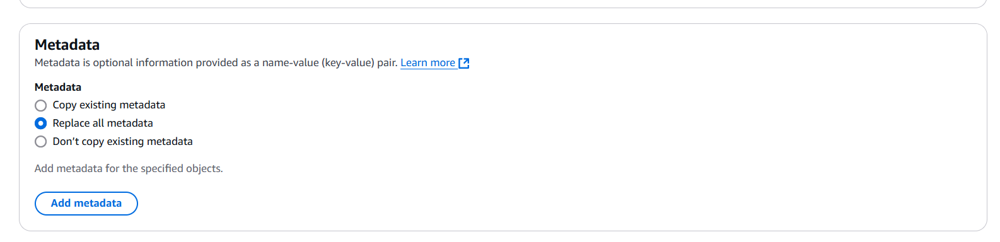 Metadata
Metadata is optional information provided as a name-value (key-value) pair. Learn more
Metadata
Copy existing metadata
Replace all metadata
Don’t copy existing metadata
Add metadata for the specified objects.
Add metadata